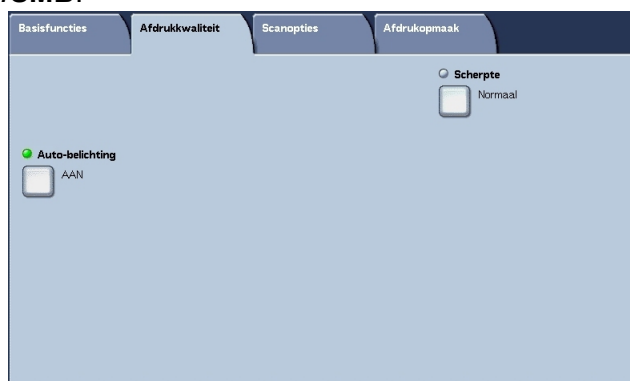 Basisfuncties
Afdrukkwaliteit
Scanopties
Afdrukopmaak
Scherpte
Normaal
Auto-belichting
AAN